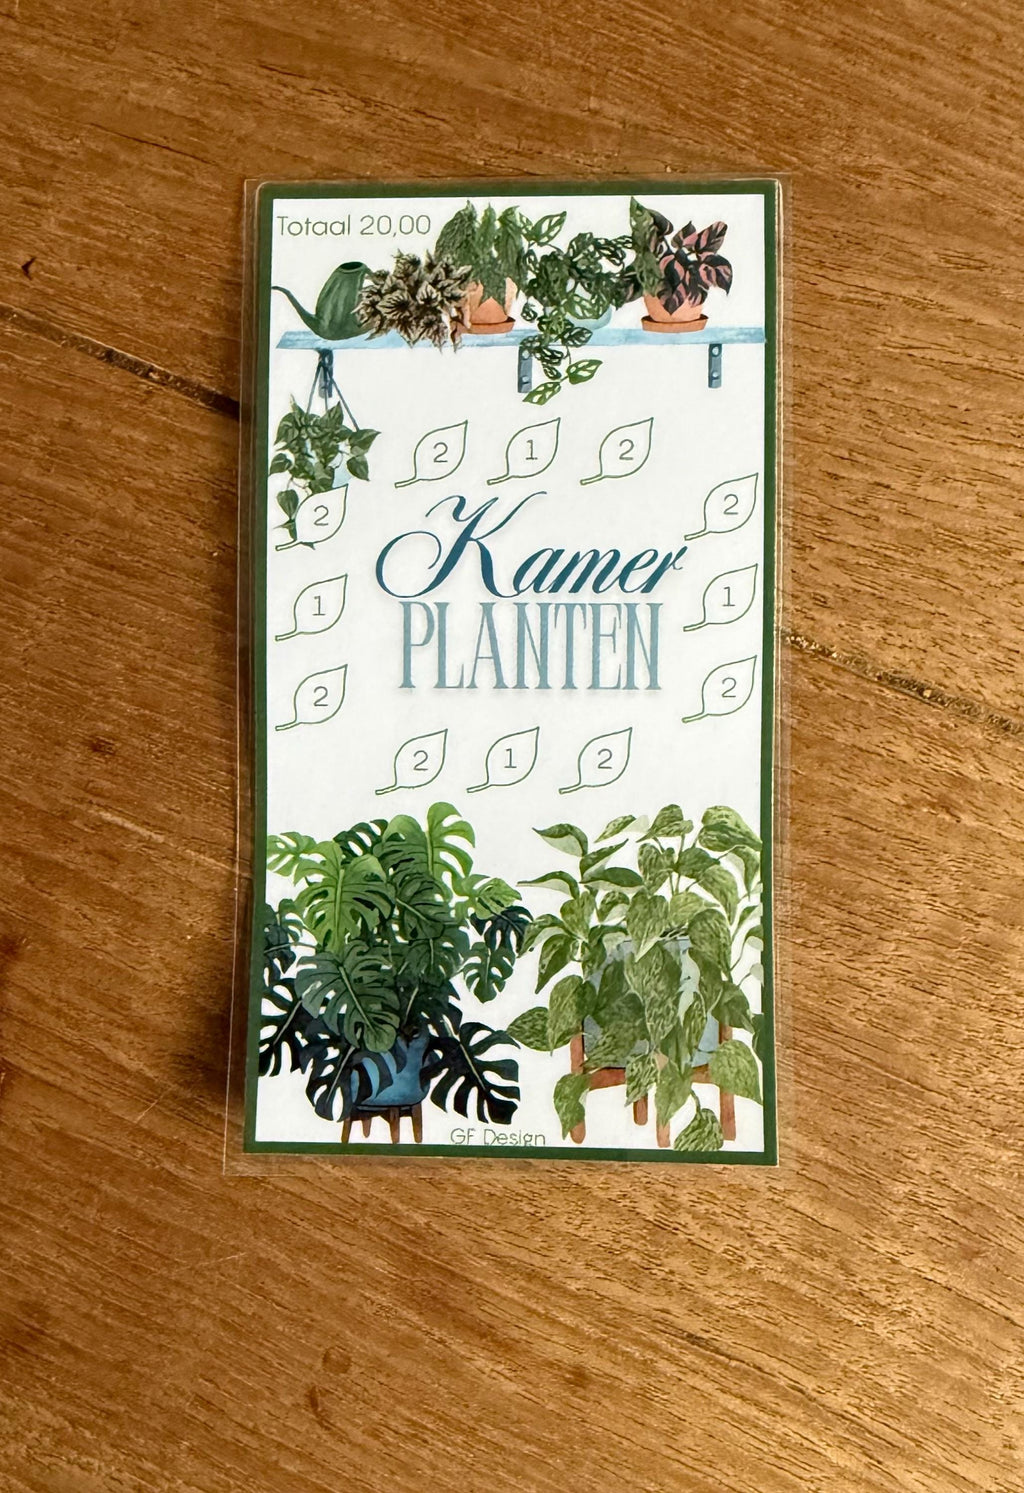 Totaal 20,00
2 1 2
2 2
Kamer
PLANTEN
1 1
2 2
2 1 2
GF Design